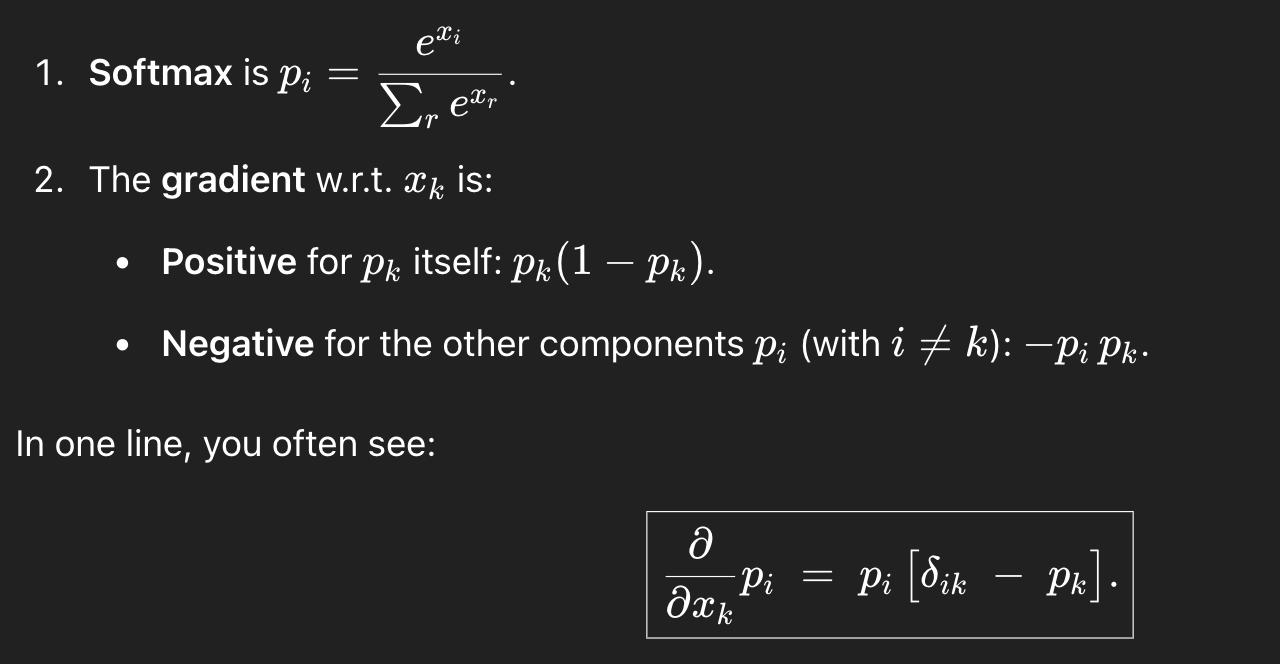 1. Softmax is $p_i = \frac{e^{x_i}}{\sum_r e^{x_r}}$.
2. The gradient w.r.t. $x_k$ is:
• Positive for $p_k$ itself: $p_k(1 - p_k)$.
• Negative for the other components $p_i$ (with $i \neq k$): $-p_i \, p_k$.
In one line, you often see:
$\frac{\partial}{\partial x_k} p_i = p_i \left[ \delta_{ik} - p_k \right].$